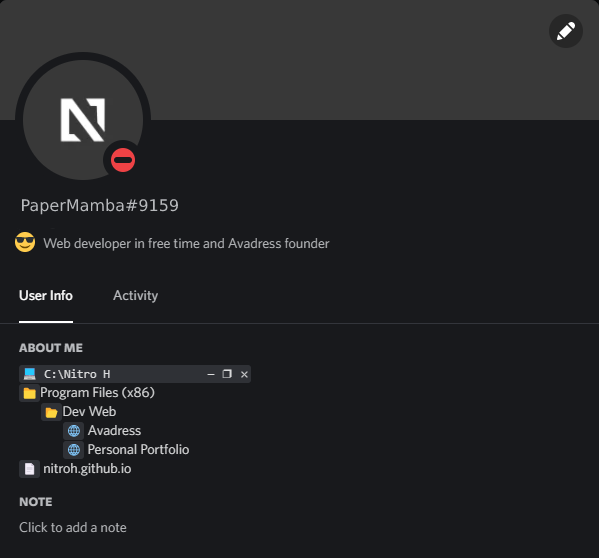 N
PaperMamba#9159
😎 Web developer in free time and Avadress founder
User Info Activity
ABOUT ME
C:\Nitro H
Program Files (x86)
Dev Web
Avadress
Personal Portfolio
nitroh.github.io
NOTE
Click to add a note